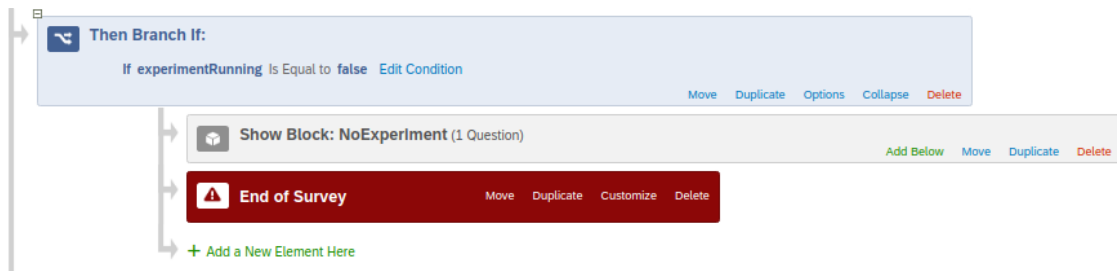 Then Branch If:
If experimentRunning Is Equal to false Edit Condition
Move Duplicate Options Collapse Delete
Show Block: NoExperIment (1 Question)
Add Below Move Duplicate Delete
End of Survey Move Duplicate Customize Delete
+ Add a New Element Here